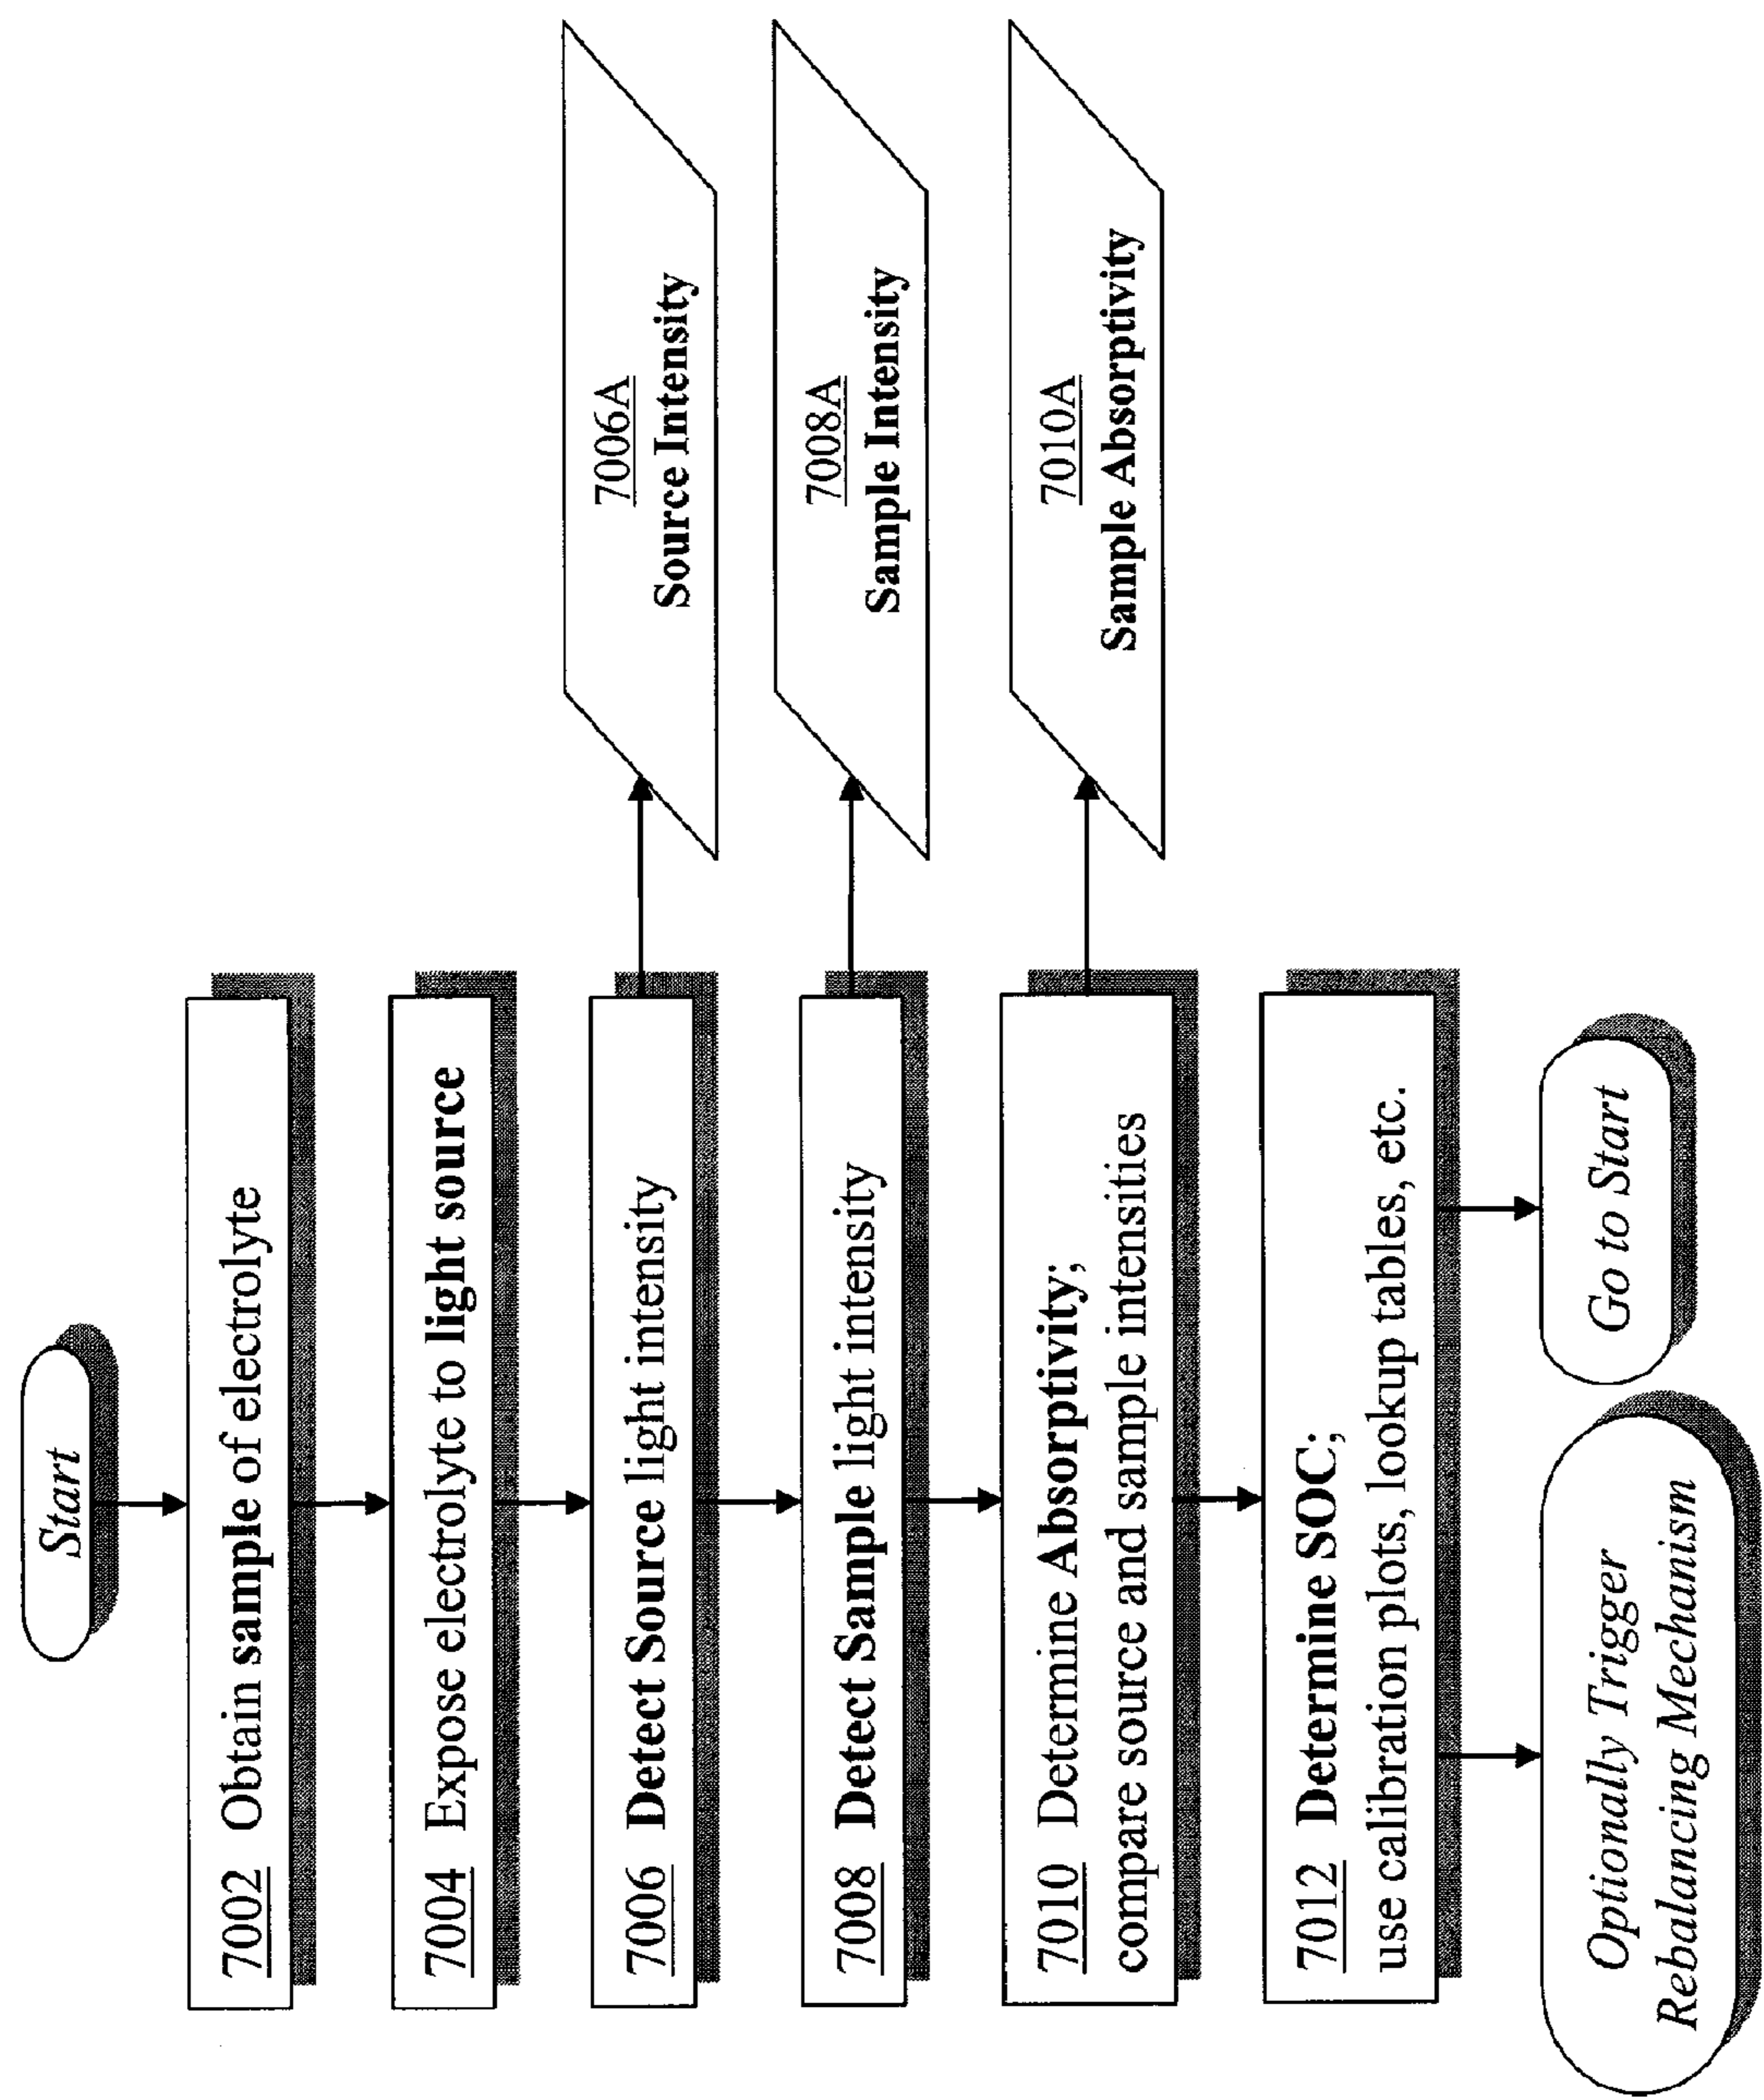 Start
7002 Obtain sample of electrolyte
7004 Expose electrolyte to light source
7006 Detect Source light intensity
7006A
Source Intensity
7008 Detect Sample light intensity
7008A
Sample Intensity
7010 Determine Absorptivity;
compare source and sample intensities
7010A
Sample Absorptivity
7012 Determine SOC;
use calibration plots, lookup tables, etc.
Optionally Trigger
Rebalancing Mechanism
Go to Start